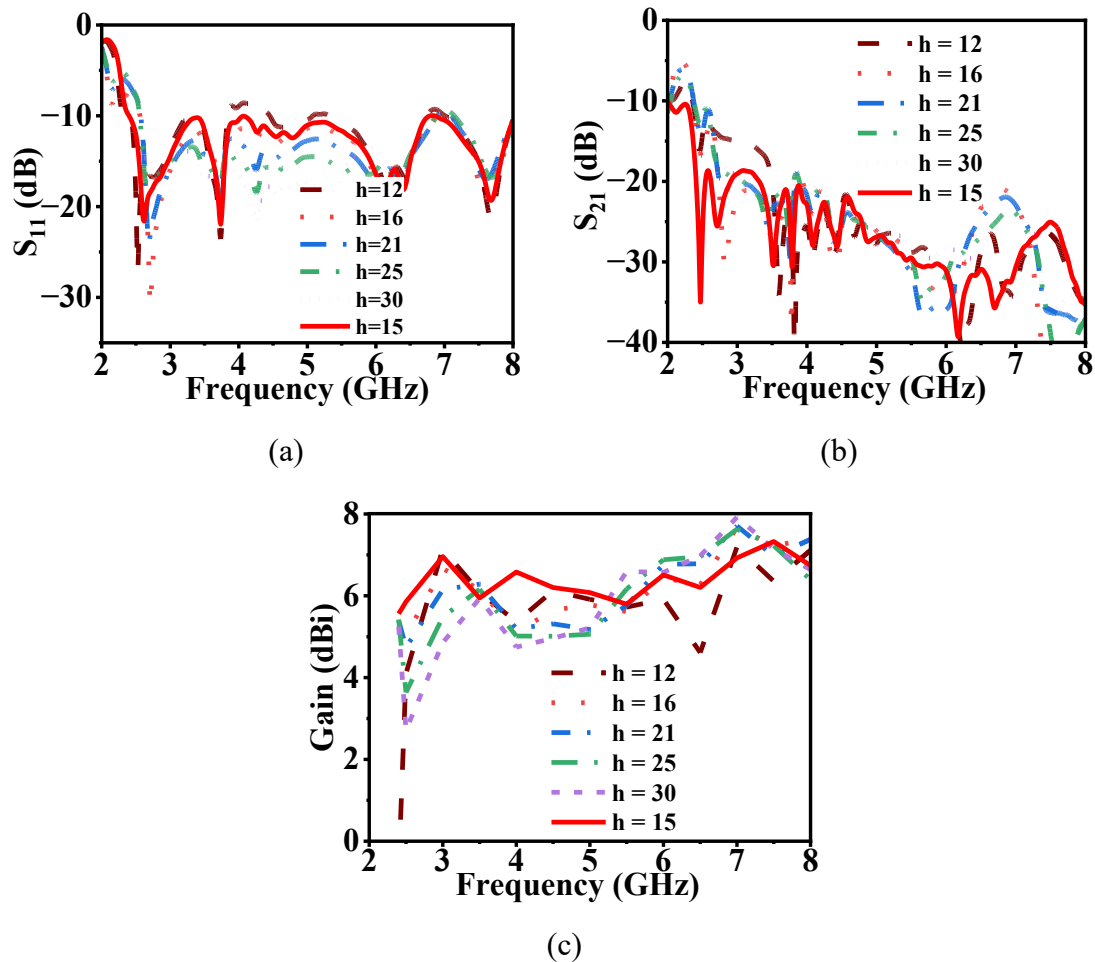 0
−10
−20
−30
S11 (dB)
2 3 4 5 6 7 8
Frequency (GHz)
h=12
h=16
h=21
h=25
h=30
h=15
(a)
0
−10
−20
−30
−40
S21 (dB)
2 3 4 5 6 7 8
Frequency (GHz)
h = 12
h = 16
h = 21
h = 25
h = 30
h = 15
(b)
8
6
4
2
0
Gain (dBi)
2 3 4 5 6 7 8
Frequency (GHz)
h = 12
h = 16
h = 21
h = 25
h = 30
h = 15
(c)